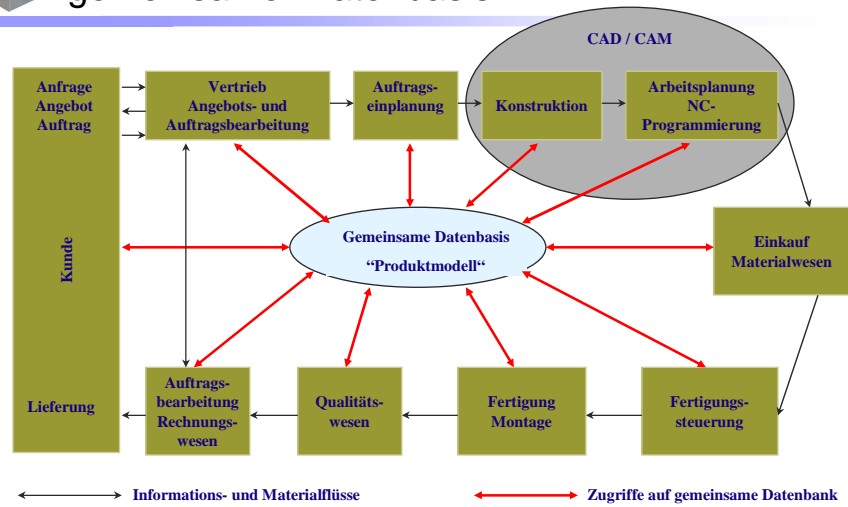 Anfrage
Angebot
Auftrag
Kunde
Lieferung
Vertrieb
Angebots- und
Auftragsbearbeitung
Auftrags-
einplanung
CAD / CAM
Konstruktion
Arbeitsplanung
NC-
Programmierung
Gemeinsame Datenbasis
“Produktmodell“
Einkauf
Materialwesen
Auftrags-
bearbeitung
Rechnungs-
wesen
Qualitäts-
wesen
Fertigung
Montage
Fertigungs-
steuerung
Informations- und Materialflüsse
Zugriffe auf gemeinsame Datenbank